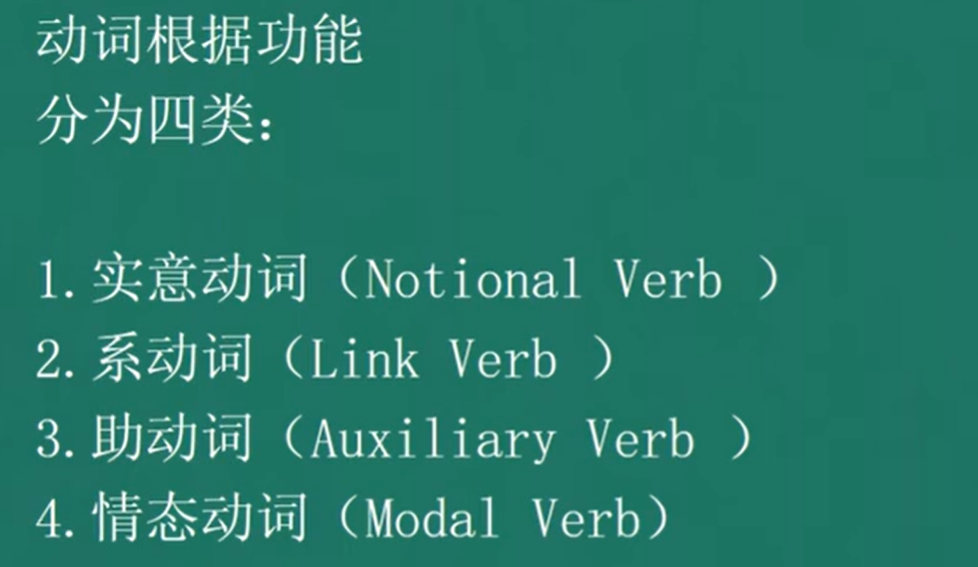 动词根据功能
分为四类：
1. 实意动词（Notional Verb ）
2. 系动词（Link Verb ）
3. 助动词（Auxiliary Verb ）
4. 情态动词（Modal Verb）